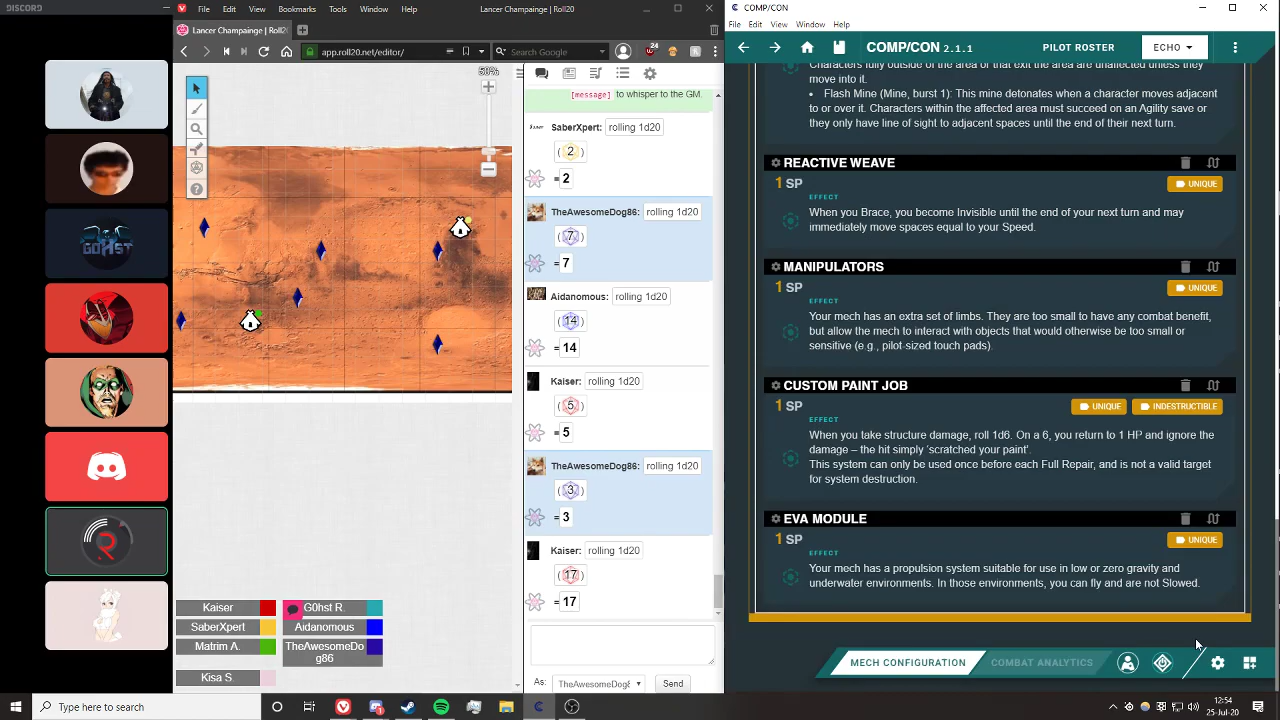 DISCORD
File
Edit
View
Bookmarks
Tools
Window
Help
Lancer Champainge | Roll2
app.roll20.net/editor/
Search Google
24
50%
[message] to whisper to the GM.
SaberXpert: rolling 1d20
( 2 )
= 2
TheAwesomeDog86: rolling 1d20
( 7 )
= 7
Aidanomous: rolling 1d20
( 14 )
= 14
Kaiser: rolling 1d20
( 5 )
= 5
TheAwesomeDog86: rolling 1d20
( 3 )
= 3
Kaiser: rolling 1d20
( 17 )
= 17
As: TheAwesomeDog8
Send
G0HST
R
Kaiser
G0hst R.
SaberXpert
Aidanomous
Matrim A.
TheAwesomeDo
g86
Kisa S.
COMP/CON
File Edit View Window Help
COMP/CON 2.1.1
PILOT ROSTER
ECHO
Characters fully outside of the area or that exit the area are unaffected unless they
move into it.
• Flash Mine (Mine, burst 1): This mine detonates when a character moves adjacent
to or over it. Characters within the affected area must succeed on an Agility save or
they only have line of sight to adjacent spaces until the end of their next turn.
REACTIVE WEAVE
1 SP
UNIQUE
EFFECT
When you Brace, you become Invisible until the end of your next turn and may
immediately move spaces equal to your Speed.
MANIPULATORS
1 SP
UNIQUE
EFFECT
Your mech has an extra set of limbs. They are too small to have any combat benefit,
but allow the mech to interact with objects that would otherwise be too small or
sensitive (e.g., pilot-sized touch pads).
CUSTOM PAINT JOB
1 SP
UNIQUE
INDESTRUCTIBLE
EFFECT
When you take structure damage, roll 1d6. On a 6, you return to 1 HP and ignore the
damage – the hit simply ‘scratched your paint’.
This system can only be used once before each Full Repair, and is not a valid target
for system destruction.
EVA MODULE
1 SP
UNIQUE
EFFECT
Your mech has a propulsion system suitable for use in low or zero gravity and
underwater environments. In those environments, you can fly and are not Slowed.
MECH CONFIGURATION
COMBAT ANALYTICS
Type here to search
12:54
25-Jul-20